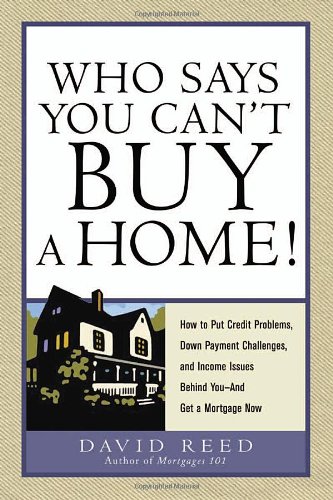 WHO SAYS
YOU CAN'T
BUY
A HOME!
How to Put Credit Problems,
Down Payment Challenges,
and Income Issues
Behind You—And
Get a Mortgage Now
DAVID REED
Author of Mortgages 101